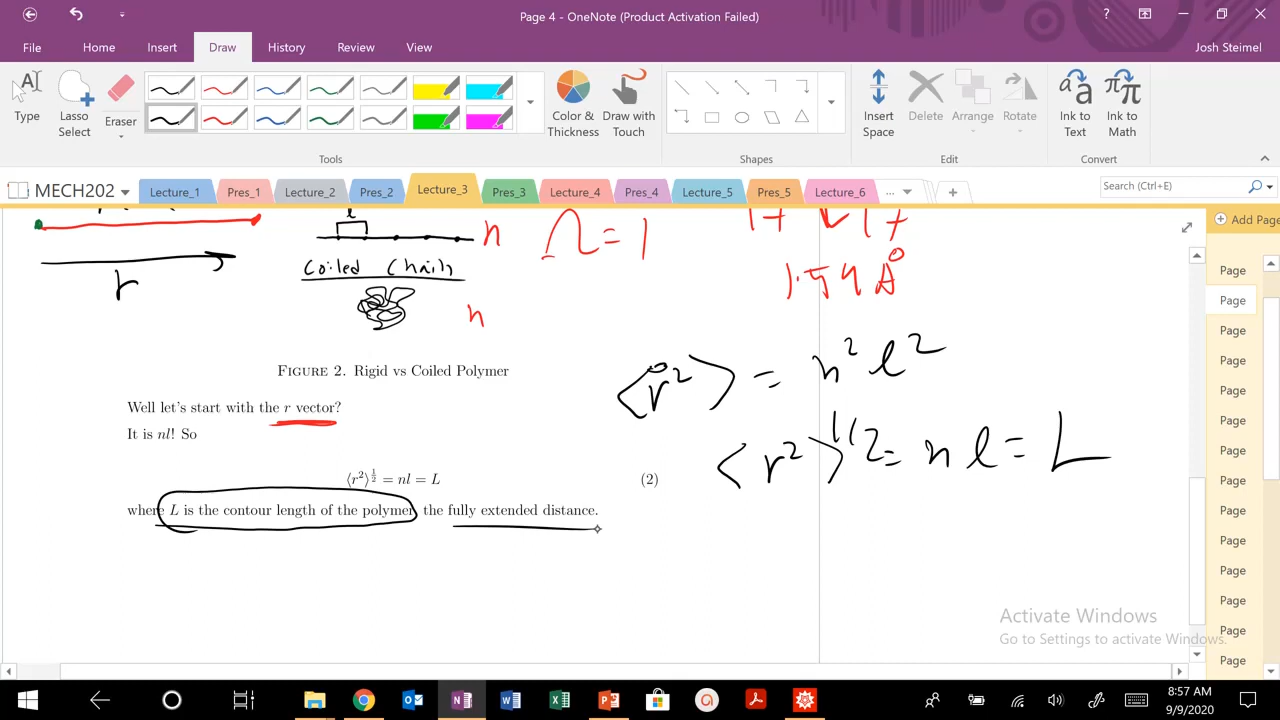 Page 4 - OneNote (Product Activation Failed)
?
File
Home
Insert
Draw
History
Review
View
Josh Steimel
Type
Lasso Select
Eraser
Color & Thickness
Draw with Touch
Insert Space
Delete
Arrange
Rotate
Ink to Text
Ink to Math
Tools
Shapes
Edit
Convert
MECH202
Lecture_1
Pres_1
Lecture_2
Pres_2
Lecture_3
Pres_3
Lecture_4
Pres_4
Lecture_5
Pres_5
Lecture_6
...
Search (Ctrl+E)
Add Page
Page
Page
Page
Page
Page
Page
Page
Page
Page
Page
Page
Page
Page
Page
l
n
Ω = 1
r
Coiled Chain
n
1.54 Å
FIGURE 2. Rigid vs Coiled Polymer
⟨r²⟩ = n² l²
Well let's start with the r vector?
It is nl! So
⟨r²⟩^1/2 = nl = L
⟨r²⟩^½ = nl = L (2)
where L is the contour length of the polymer, the fully extended distance.
Activate Windows
Go to Settings to activate Windows.
8:57 AM
9/9/2020